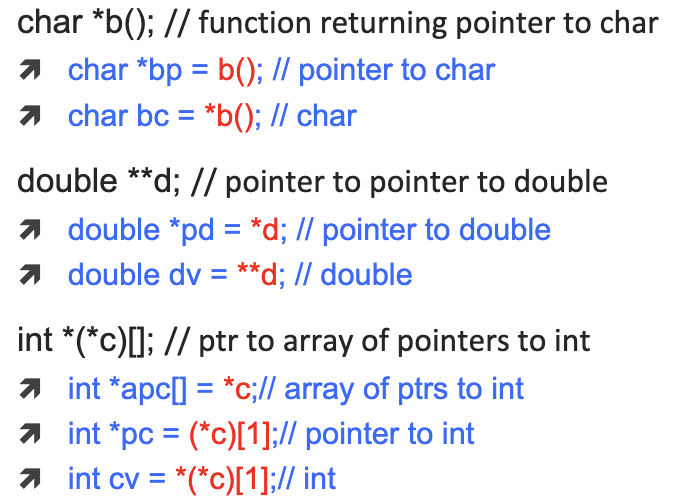 char *b(); // function returning pointer to char
char *bp = b(); // pointer to char
char bc = *b(); // char
double **d; // pointer to pointer to double
double *pd = *d; // pointer to double
double dv = **d; // double
int *(*c)[]; // ptr to array of pointers to int
int *apc[] = *c;// array of ptrs to int
int *pc = (*c)[1];// pointer to int
int cv = *(*c)[1];// int